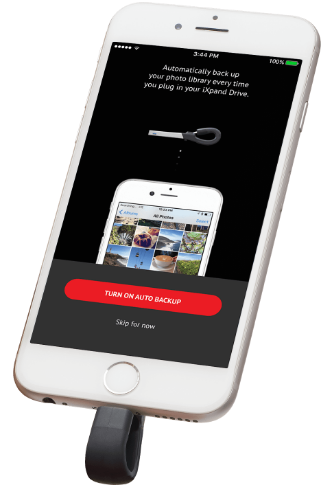 3:44 PM
100%
Automatically back up
your photo library every time
you plug in your iXpand Drive.
All Photos
TURN ON AUTO BACKUP
Skip for now